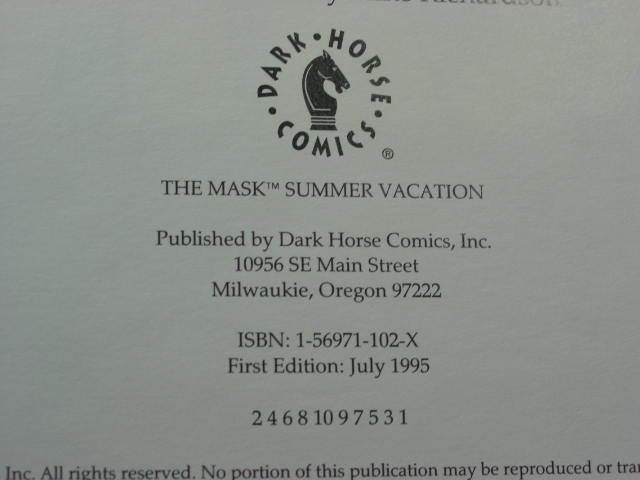 Richardson
DARK • HORSE • COMICS •®
THE MASK™ SUMMER VACATION
Published by Dark Horse Comics, Inc.
10956 SE Main Street
Milwaukie, Oregon 97222
ISBN: 1-56971-102-X
First Edition: July 1995
2 4 6 8 10 9 7 5 3 1
Inc. All rights reserved. No portion of this publication may be reproduced or tra